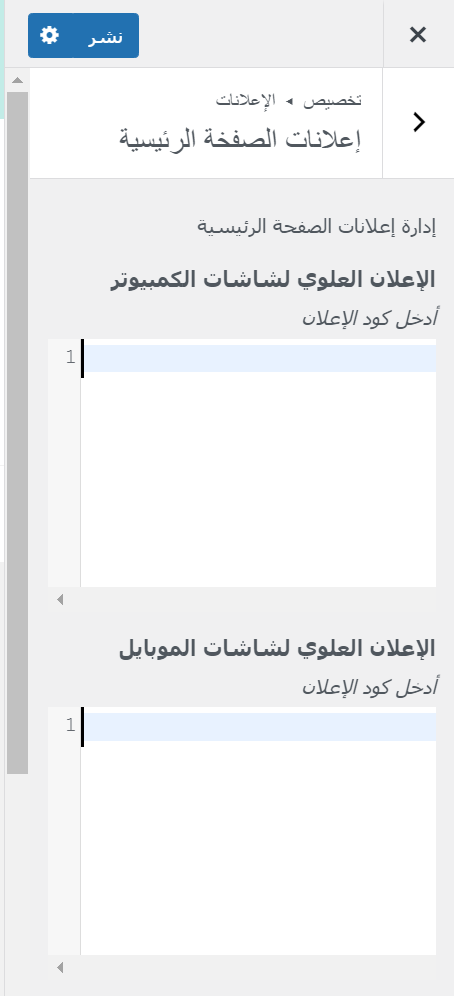 نشر
تخصيص ◂ الإعلانات
إعلانات الصفخة الرئيسية
إدارة إعلانات الصفحة الرئيسية
الإعلان العلوي لشاشات الكمبيوتر
أدخل كود الإعلان
1
الإعلان العلوي لشاشات الموبايل
أدخل كود الإعلان
1